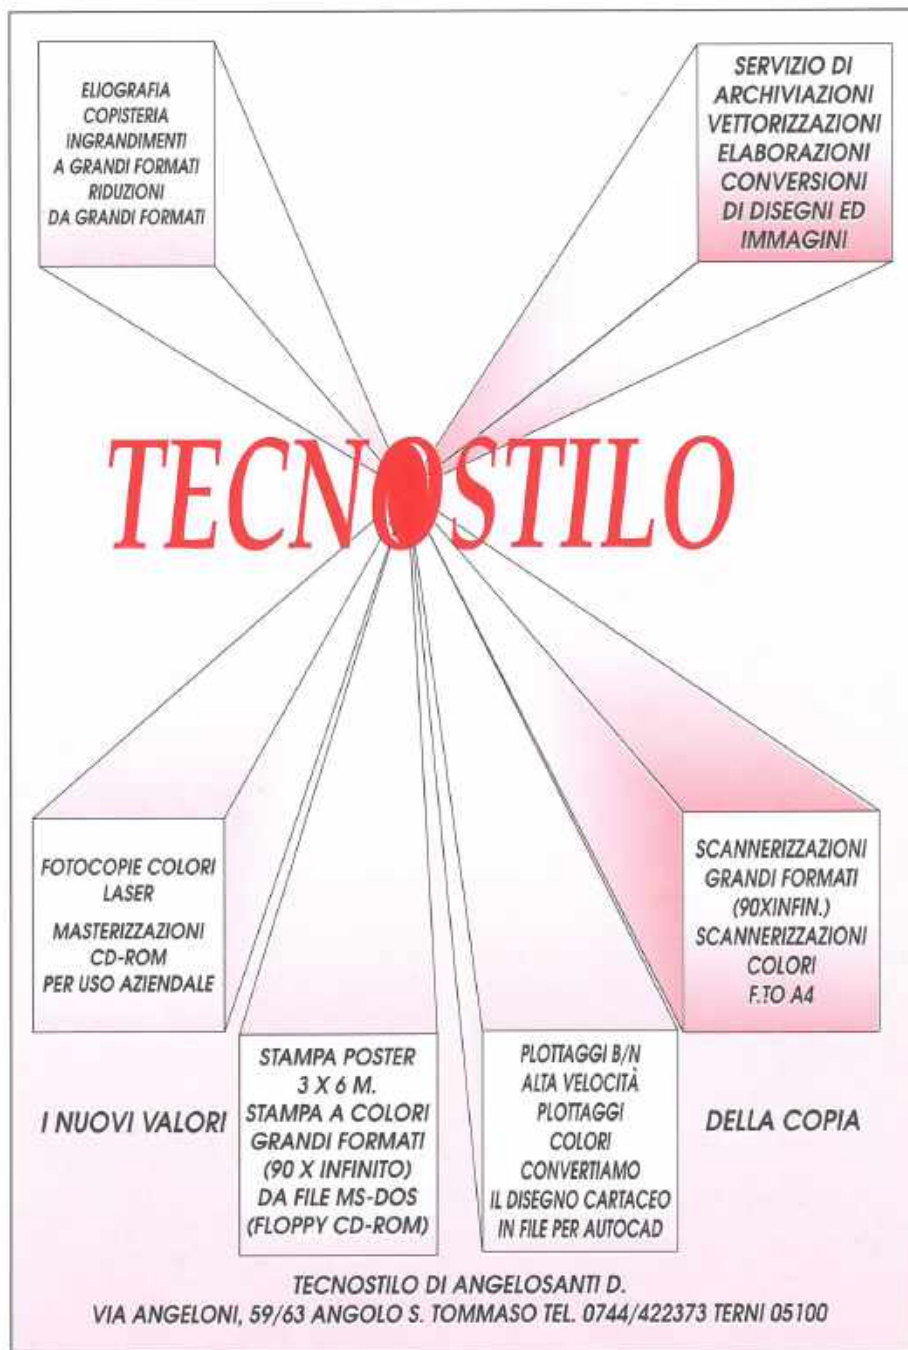 ELIOGRAFIA
COPISTERIA
INGRANDIMENTI
A GRANDI FORMATI
RIDUZIONI
DA GRANDI FORMATI
SERVIZIO DI
ARCHIVIAZIONI
VETTORIZZAZIONI
ELABORAZIONI
CONVERSIONI
DI DISEGNI ED
IMMAGINI
TECNOSTILO
FOTOCOPIE COLORI
LASER
MASTERIZZAZIONI
CD-ROM
PER USO AZIENDALE
SCANNERIZZAZIONI
GRANDI FORMATI
(90XINFIN.)
SCANNERIZZAZIONI
COLORI
F.TO A4
I NUOVI VALORI
STAMPA POSTER
3 X 6 M.
STAMPA A COLORI
GRANDI FORMATI
(90 X INFINITO)
DA FILE MS-DOS
(FLOPPY CD-ROM)
PLOTTAGGI B/N
ALTA VELOCITÀ
PLOTTAGGI
COLORI
CONVERTIAMO
IL DISEGNO CARTACEO
IN FILE PER AUTOCAD
DELLA COPIA
TECNOSTILO DI ANGELOSANTI D.
VIA ANGELONI, 59/63 ANGOLO S. TOMMASO TEL. 0744/422373 TERNI 05100